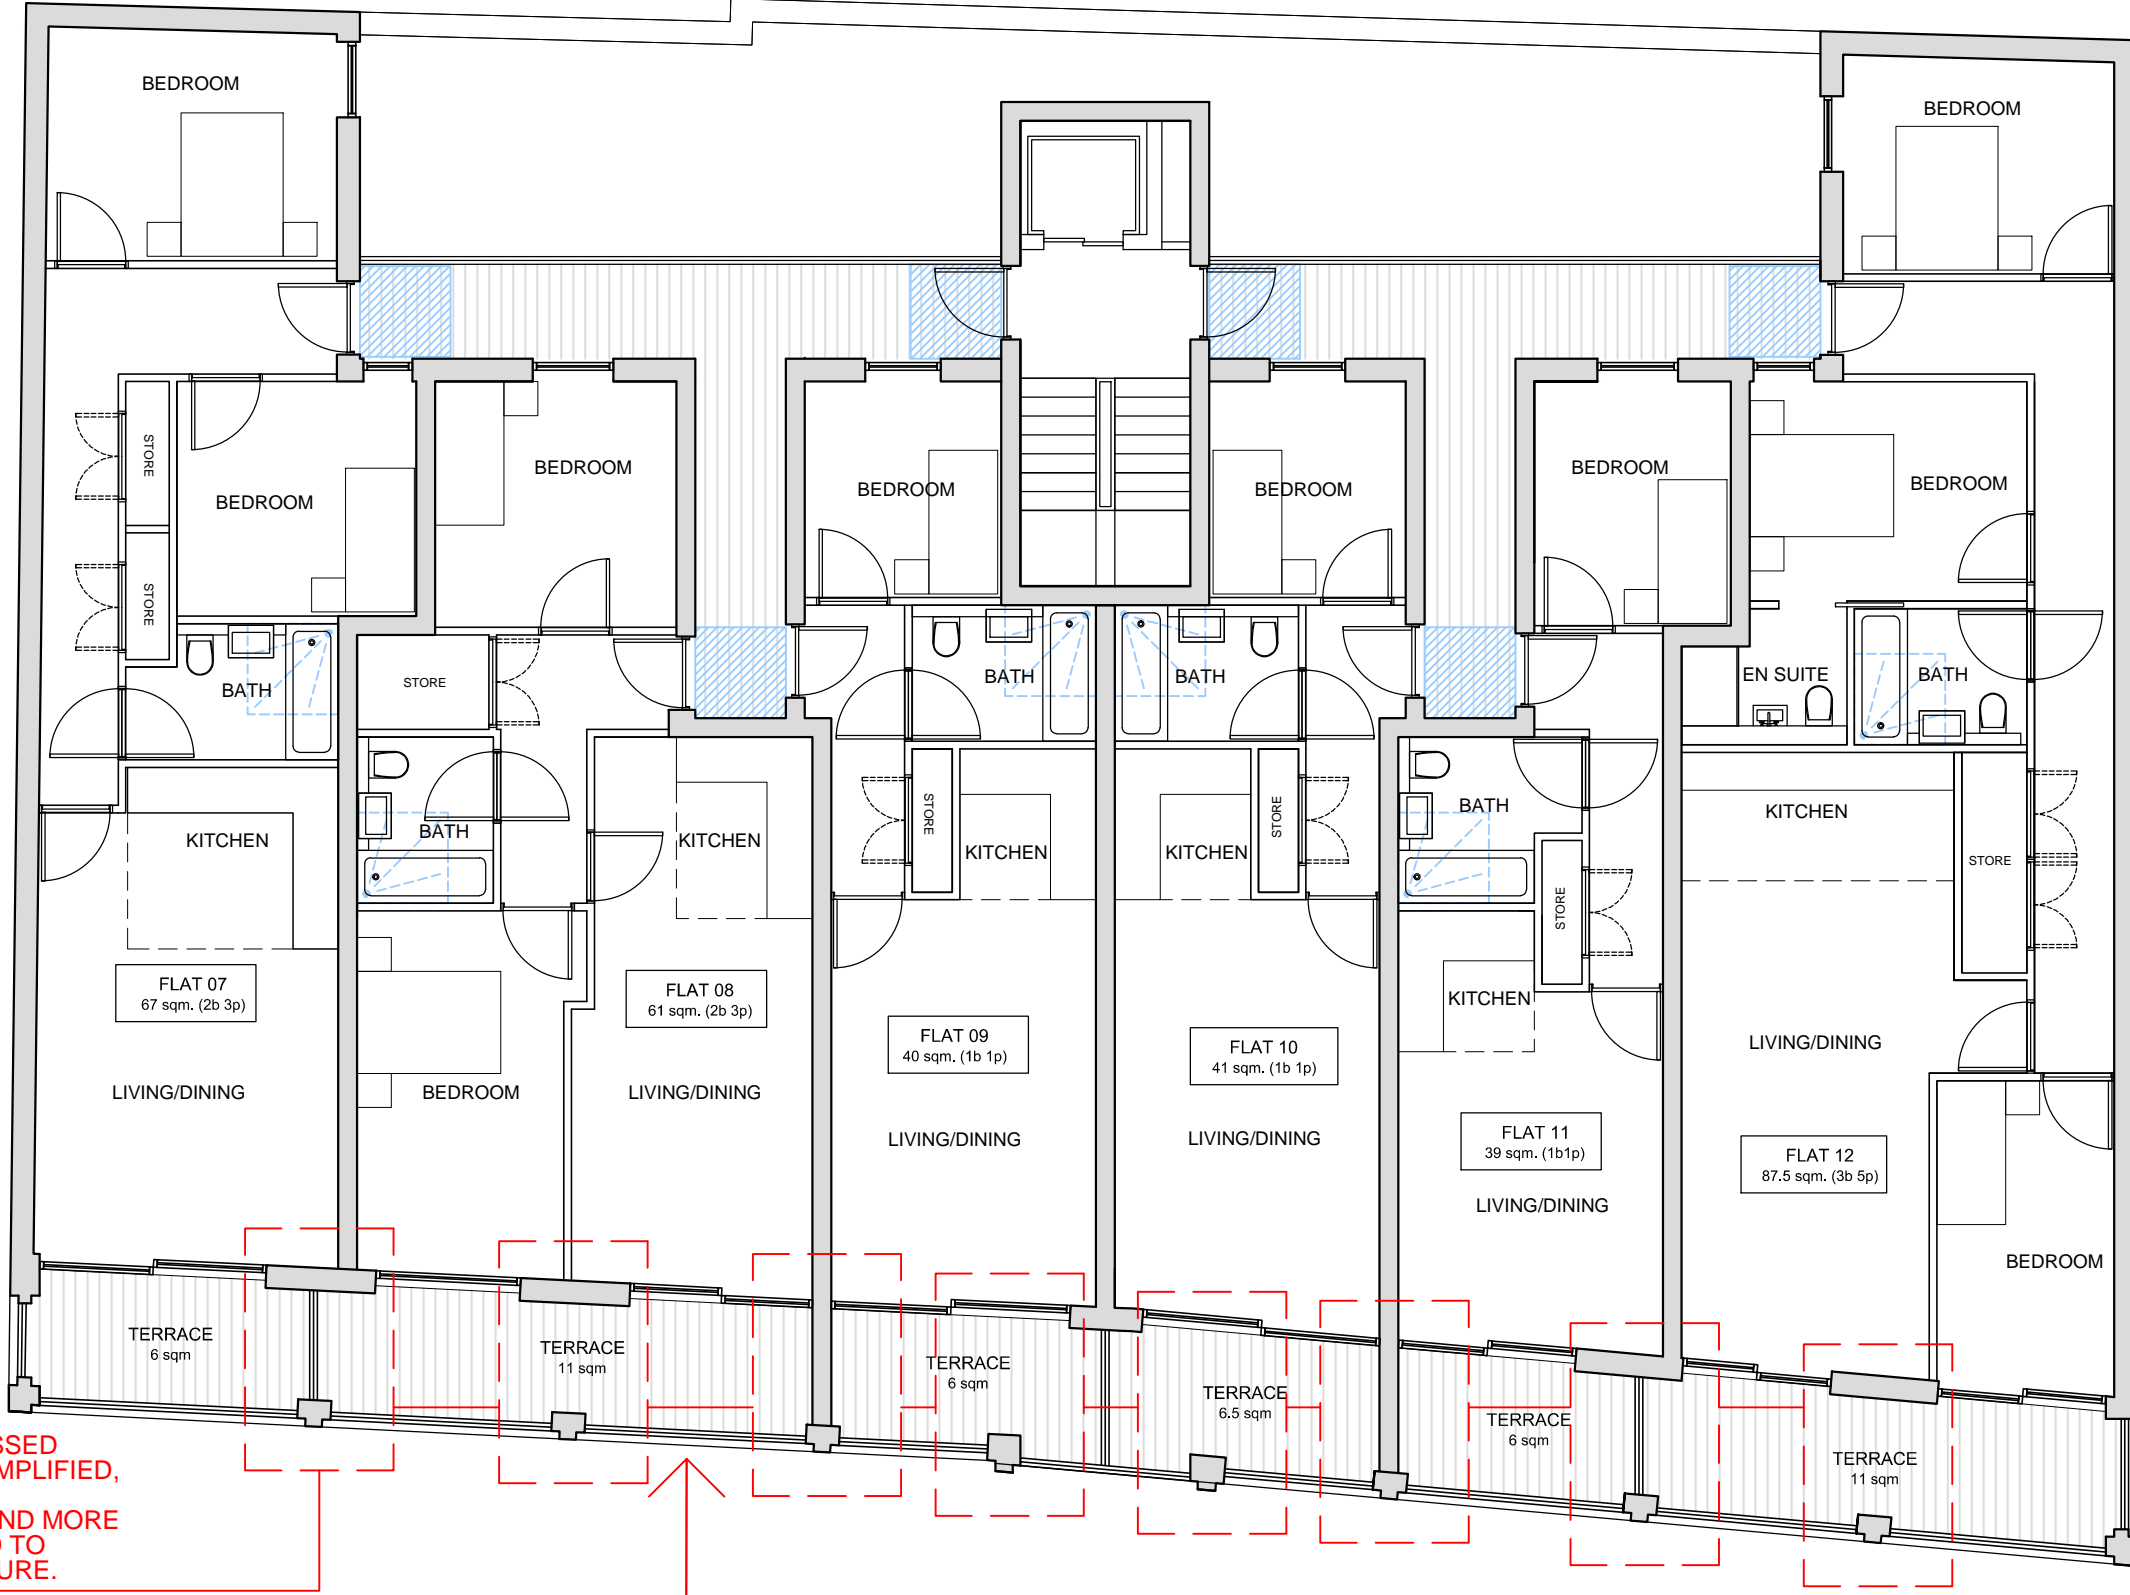 BEDROOM
BEDROOM
STORE
STORE
BEDROOM
BEDROOM
BEDROOM
BEDROOM
BEDROOM
BEDROOM
BATH
STORE
BATH
BATH
EN SUITE
BATH
KITCHEN
BATH
KITCHEN
STORE
KITCHEN
KITCHEN
STORE
BATH
STORE
KITCHEN
STORE
FLAT 07
67 sqm. (2b 3p)
FLAT 08
61 sqm. (2b 3p)
FLAT 09
40 sqm. (1b 1p)
FLAT 10
41 sqm. (1b 1p)
KITCHEN
LIVING/DINING
LIVING/DINING
BEDROOM
LIVING/DINING
LIVING/DINING
LIVING/DINING
FLAT 11
39 sqm. (1b1p)
FLAT 12
87.5 sqm. (3b 5p)
LIVING/DINING
BEDROOM
TERRACE
6 sqm
TERRACE
11 sqm
TERRACE
6 sqm
TERRACE
6.5 sqm
TERRACE
6 sqm
TERRACE
11 sqm
SSED
MPLIFIED,
ND MORE
TO
URE.